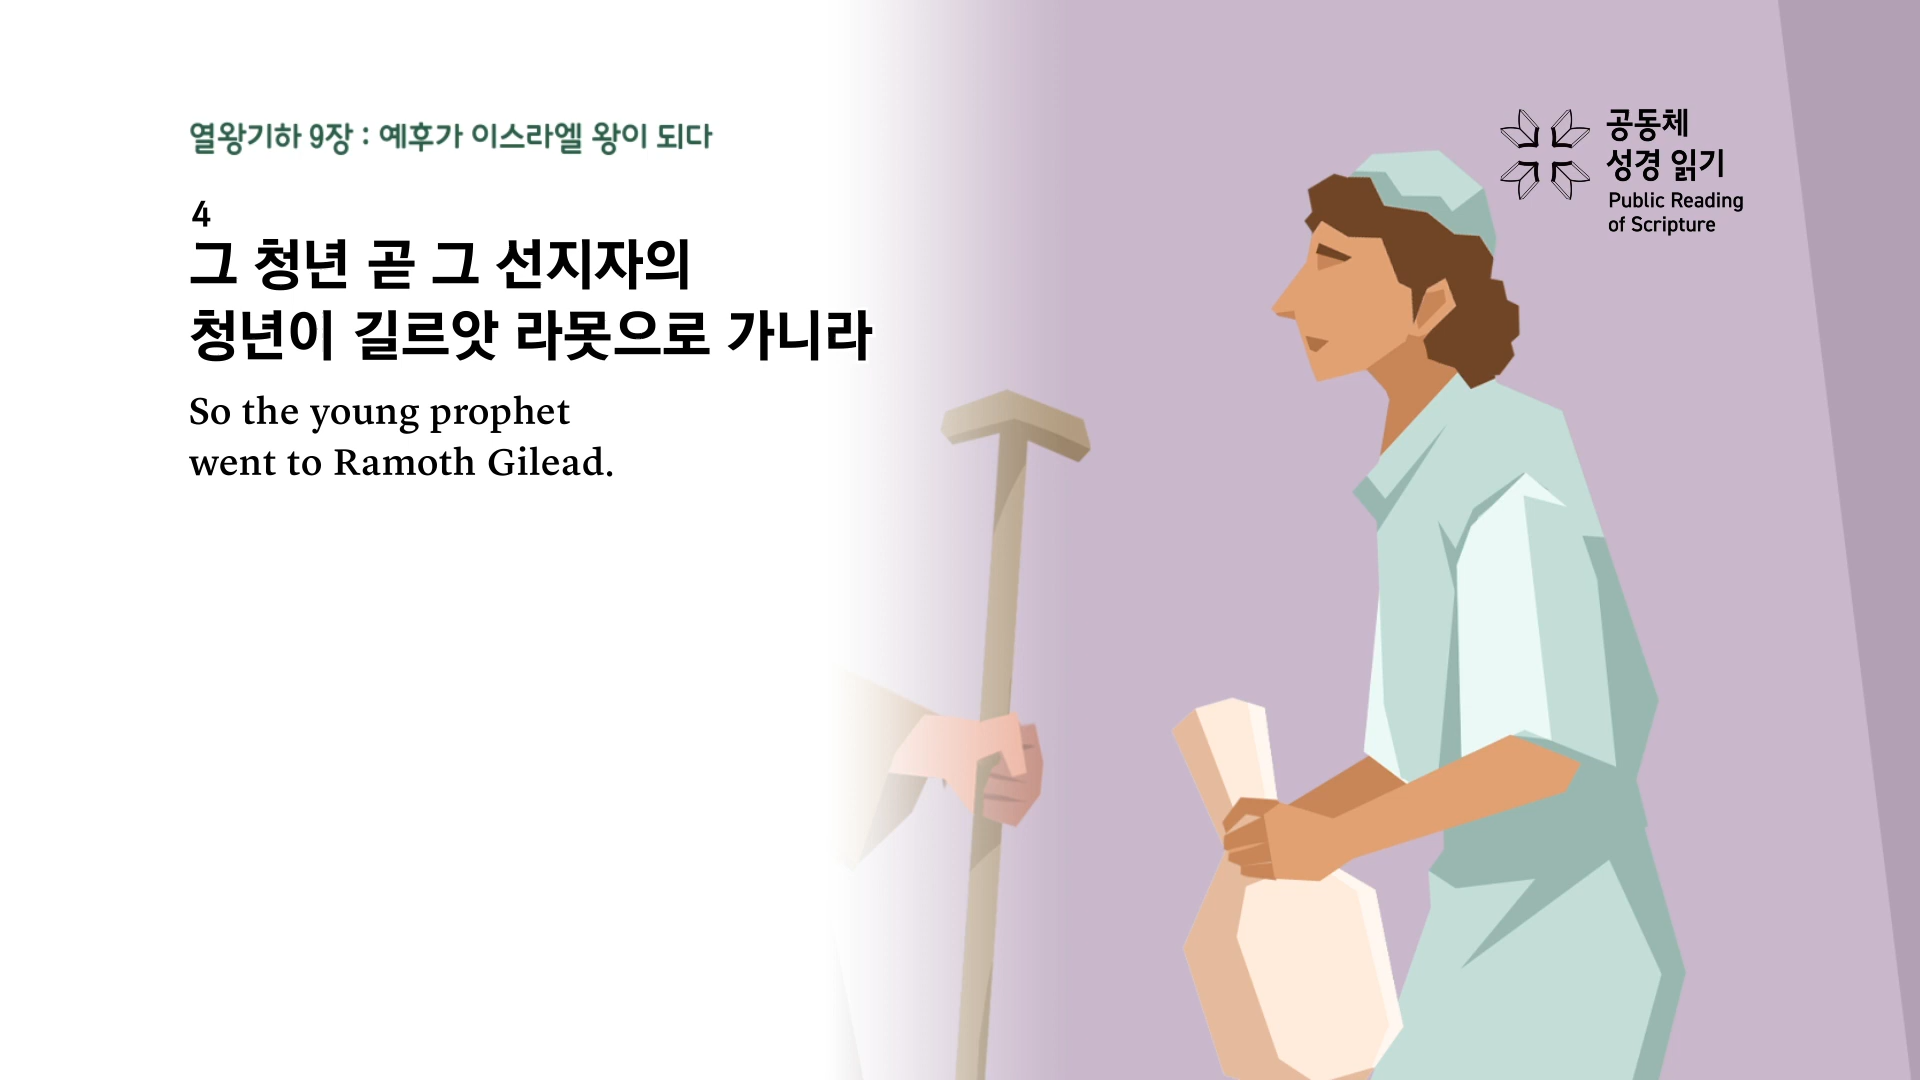 열왕기하 9장 : 예후가 이스라엘 왕이 되다
4
그 청년 곧 그 선지자의
청년이 길르앗 라못으로 가니라
So the young prophet
went to Ramoth Gilead.
공동체
성경 읽기
Public Reading
of Scripture